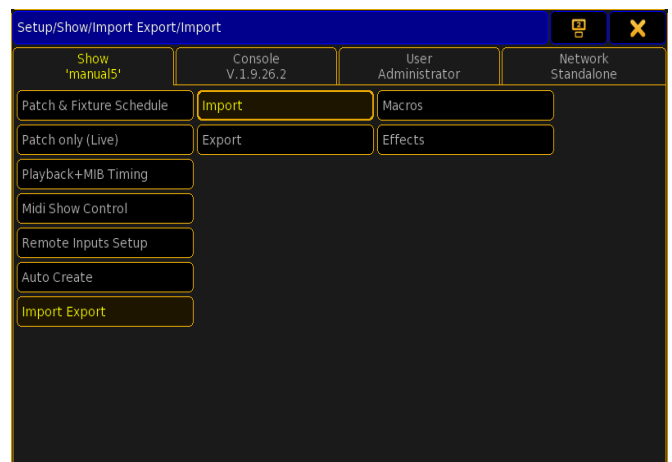 Setup/Show/Import Export/Import
2
Show
'manual5'
Console
V.1.9.26.2
User
Administrator
Network
Standalone
Patch & Fixture Schedule
Import
Macros
Patch only (Live)
Export
Effects
Playback+MIB Timing
Midi Show Control
Remote Inputs Setup
Auto Create
Import Export